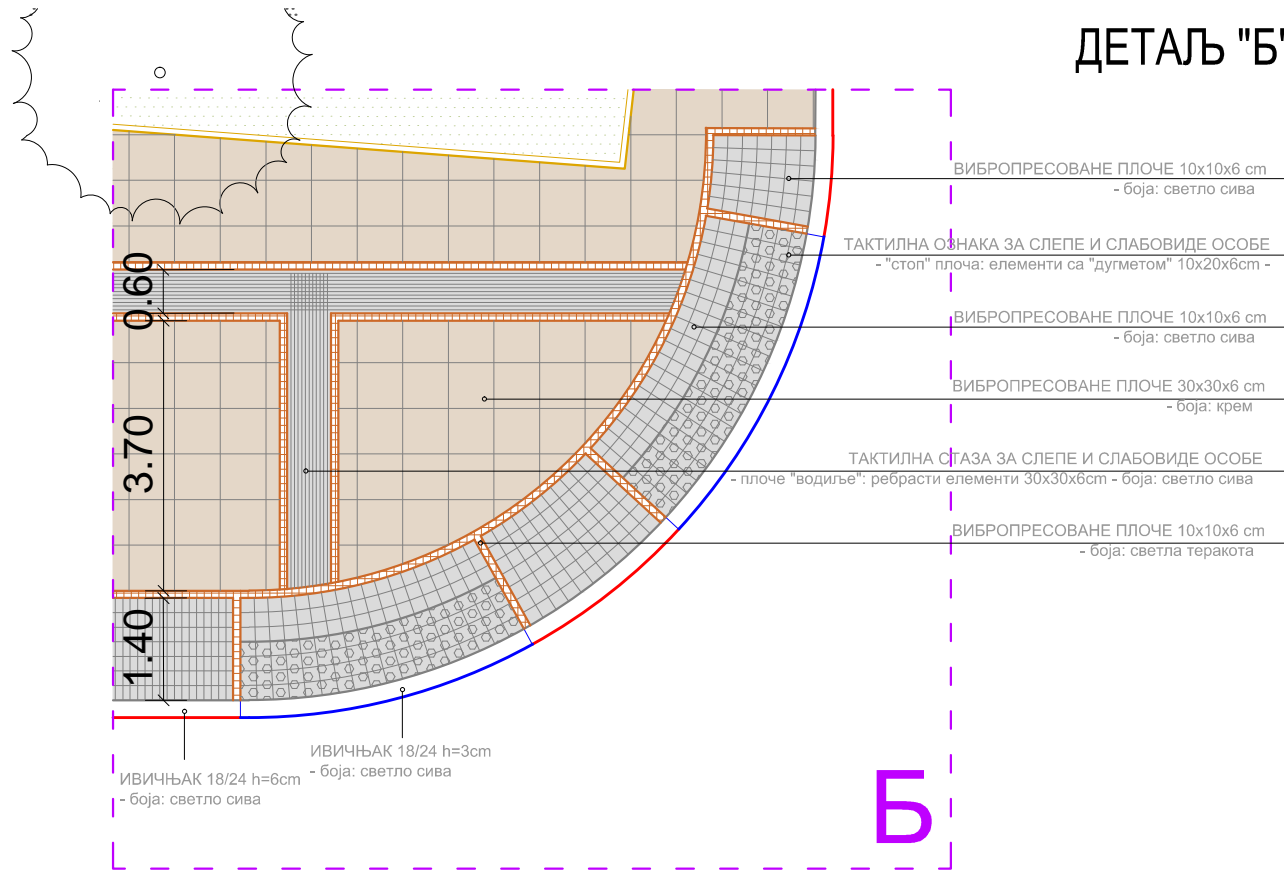 ДЕТАЉ "Б"
ВИБРОПРЕСОВАНЕ ПЛОЧЕ 10x10x6 cm
- боја: светло сива
ТАКТИЛНА ОЗНАКА ЗА СЛЕПЕ И СЛАБОВИДЕ ОСОБЕ
- "стоп" плоча: елементи са "дугметом" 10x20x6cm -
ВИБРОПРЕСОВАНЕ ПЛОЧЕ 10x10x6 cm
- боја: светло сива
ВИБРОПРЕСОВАНЕ ПЛОЧЕ 30x30x6 cm
- боја: крем
ТАКТИЛНА СТАЗА ЗА СЛЕПЕ И СЛАБОВИДЕ ОСОБЕ
- плоче "водиље": ребрасти елементи 30x30x6cm - боја: светло сива
ВИБРОПРЕСОВАНЕ ПЛОЧЕ 10x10x6 cm
- боја: светла теракота
0.60
3.70
1.40
ИВИЧЊАК 18/24 h=3cm
- боја: светло сива
ИВИЧЊАК 18/24 h=6cm
- боја: светло сива
Б